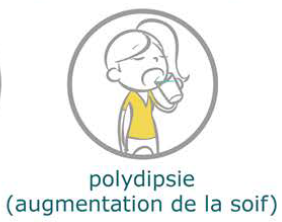 polydipsie
(augmentation de la soif)